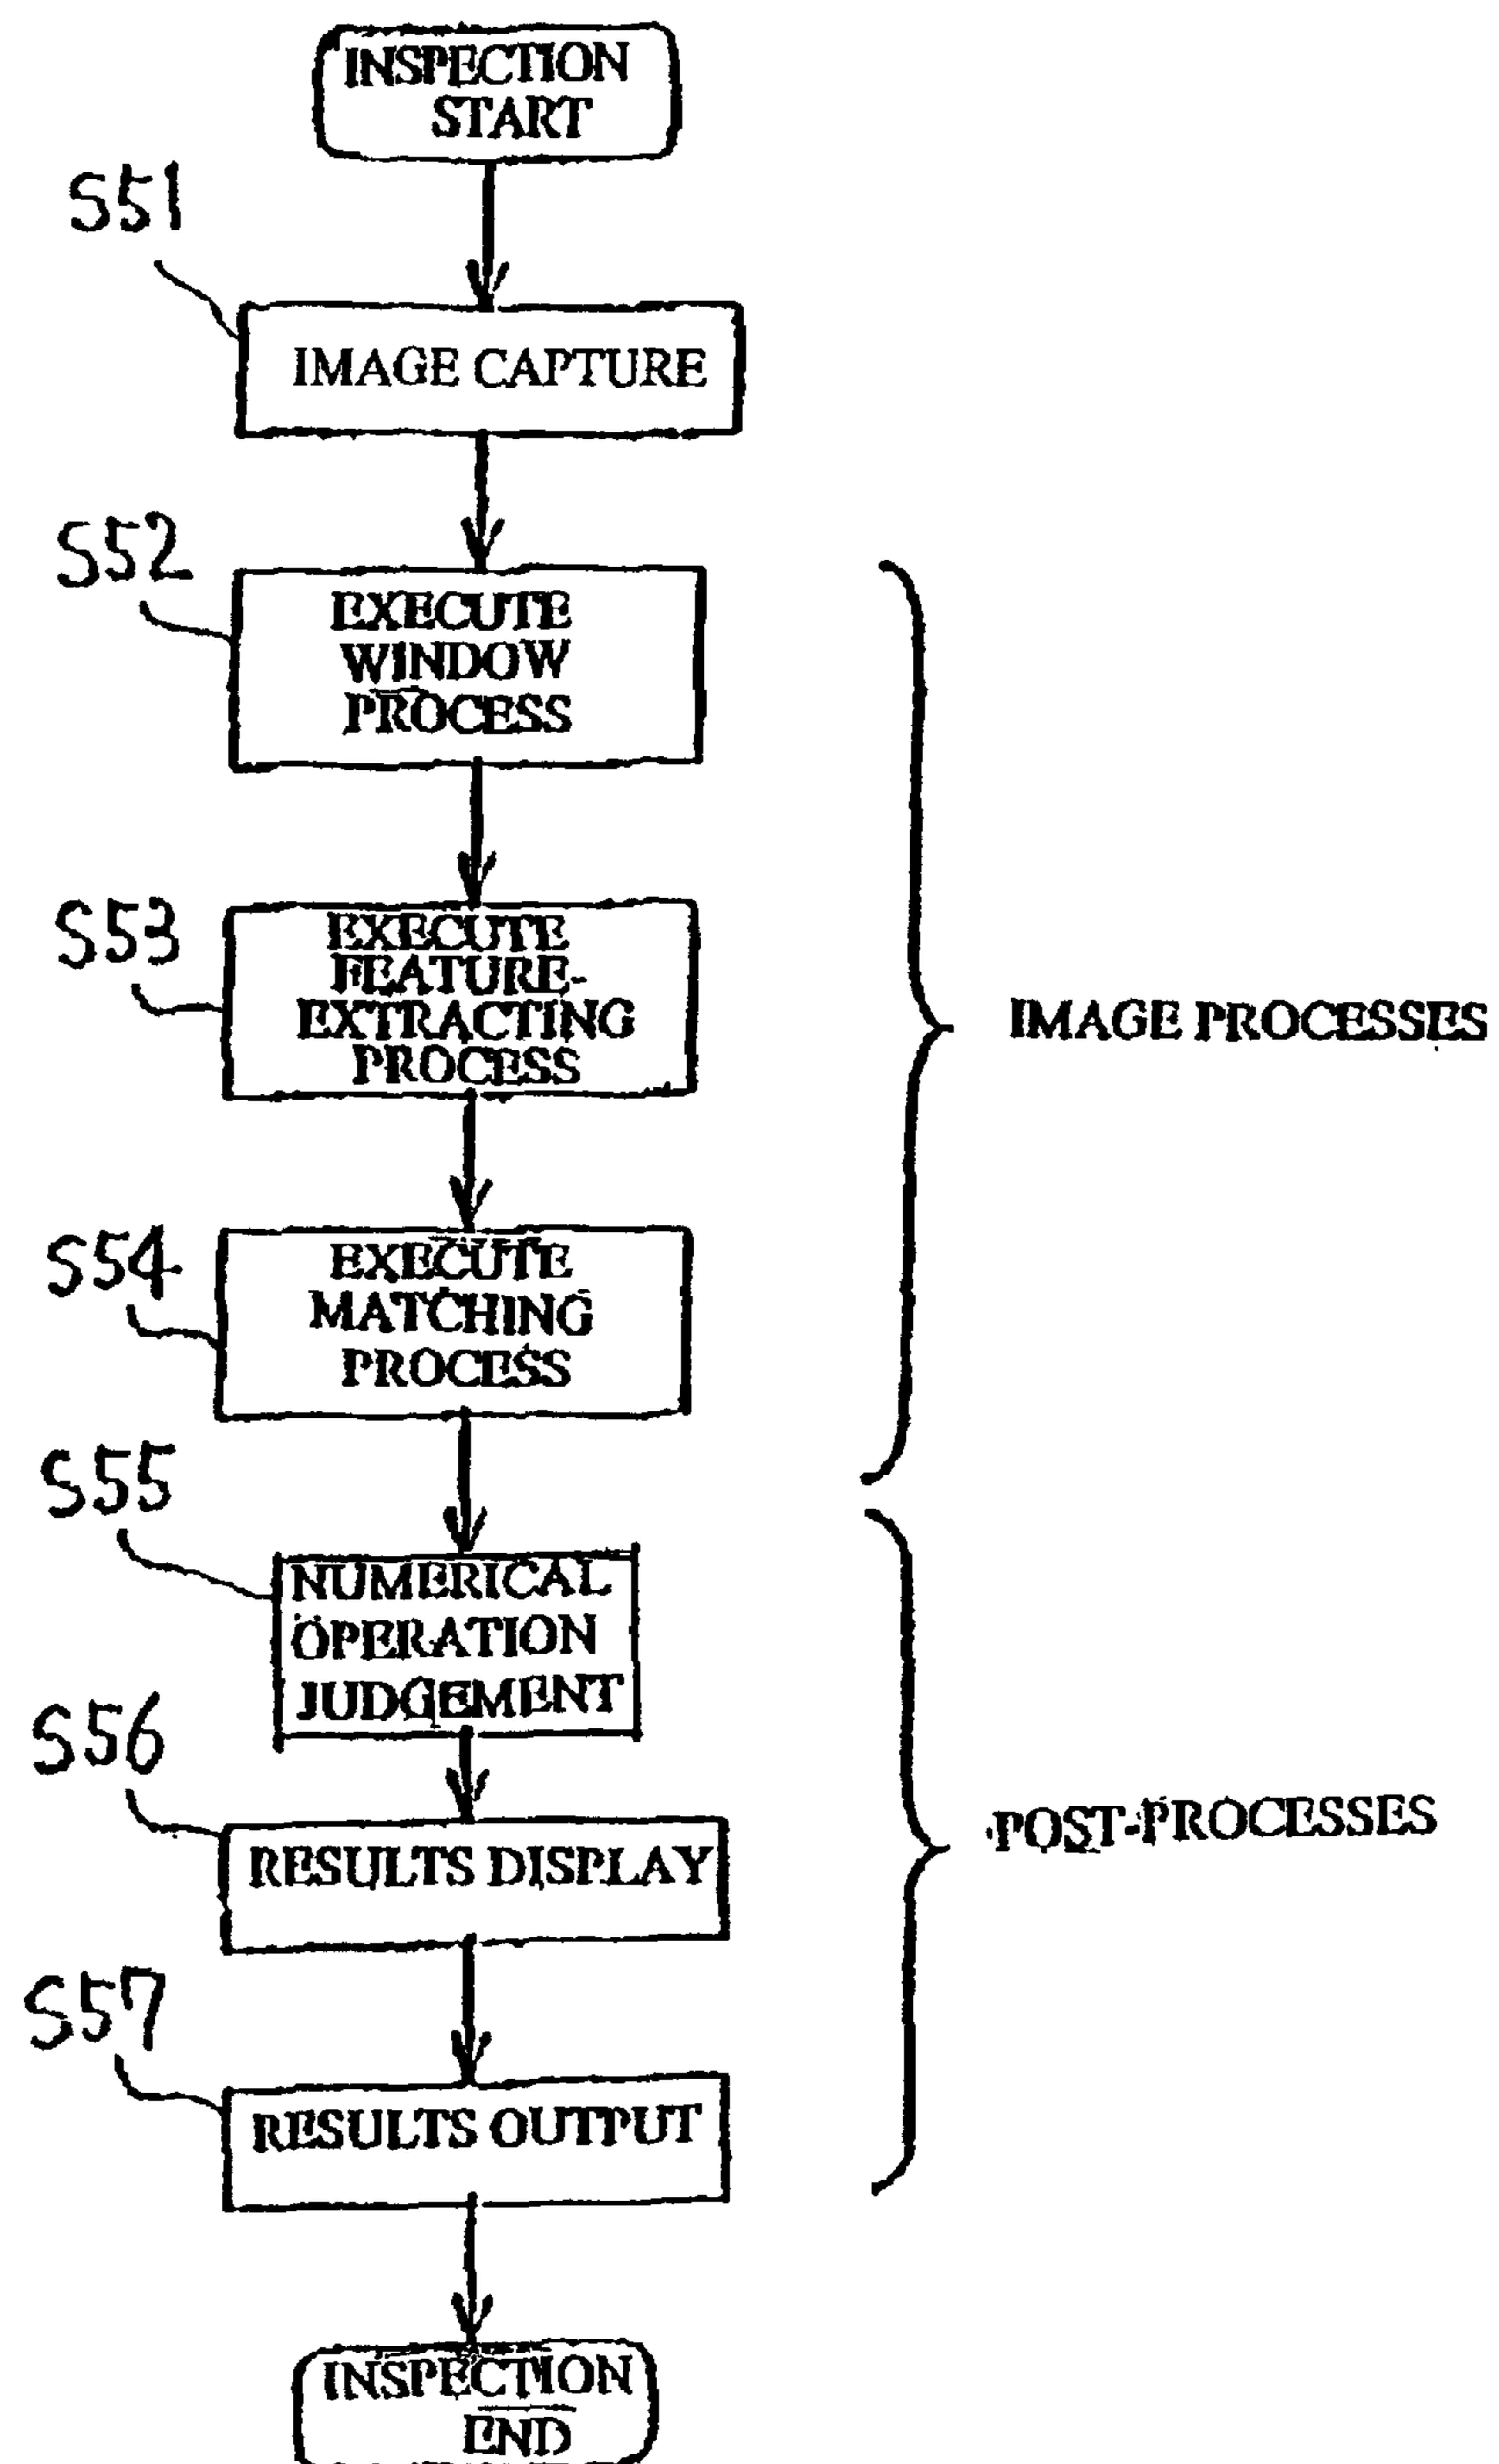 INSPECTION
START
S51
IMAGE CAPTURE
S52
EXECUTE
WINDOW
PROCESS
S53
EXECUTE
FEATURE-
EXTRACTING
PROCESS
IMAGE PROCESSES
S54
EXECUTE
MATCHING
PROCESS
S55
NUMERICAL
OPERATION
JUDGEMENT
S56
RESULTS DISPLAY
POST-PROCESSES
S57
RESULTS OUTPUT
INSPECTION
END